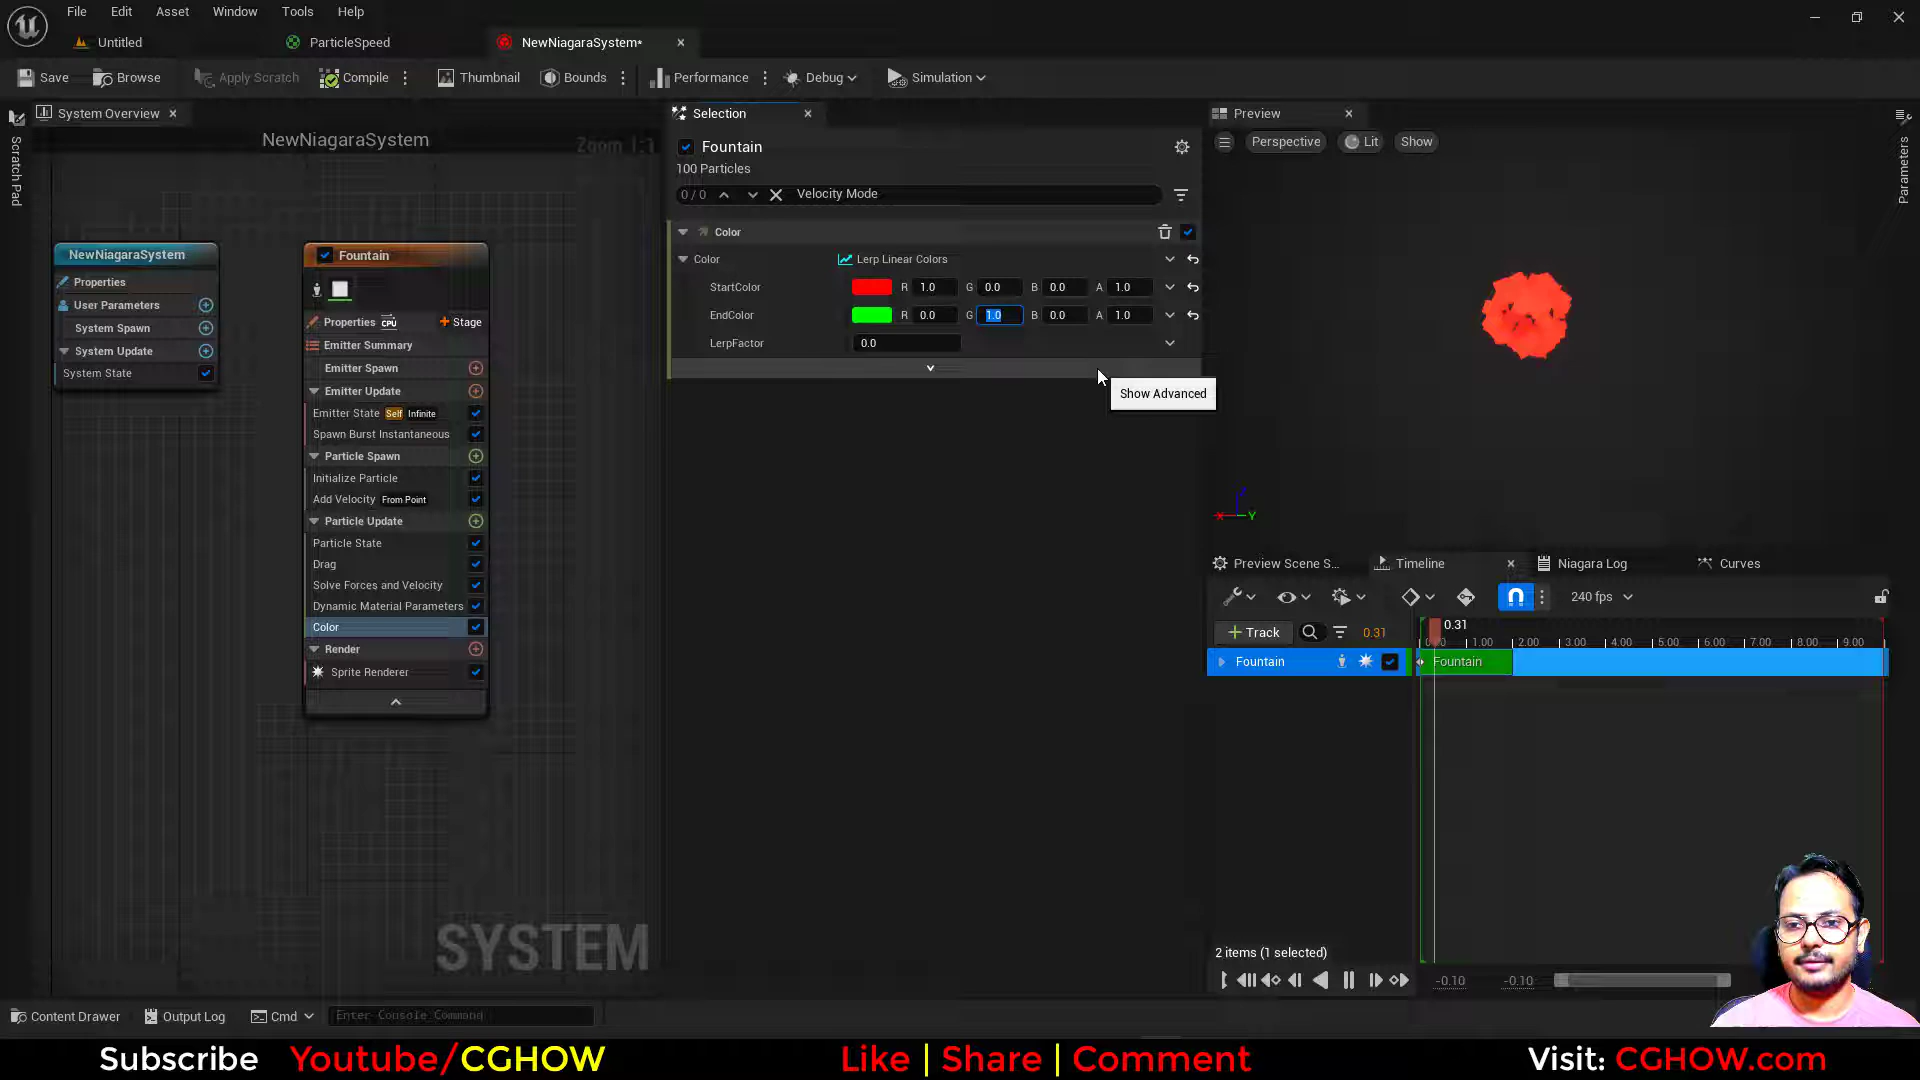 File Edit Asset Window Tools Help
Untitled
ParticleSpeed
NewNiagaraSystem*
Save
Browse
Apply Scratch
Compile
Thumbnail
Bounds
Performance
Debug
Simulation
Scratch Pad
System Overview
NewNiagaraSystem
Zoom 1:1
NewNiagaraSystem
Properties
User Parameters
System Spawn
System Update
System State
Fountain
Properties CPU + Stage
Emitter Summary
Emitter Spawn
Emitter Update
Emitter State Self Infinite
Spawn Burst Instantaneous
Particle Spawn
Initialize Particle
Add Velocity From Point
Particle Update
Particle State
Drag
Solve Forces and Velocity
Dynamic Material Parameters
Color
Render
Sprite Renderer
SYSTEM
Selection
Fountain
100 Particles
0 / 0 Velocity Mode
Color
Color Lerp Linear Colors
StartColor R 1.0 G 0.0 B 0.0 A 1.0
EndColor R 0.0 G 1.0 B 0.0 A 1.0
LerpFactor 0.0
Show Advanced
Preview
Perspective Lit Show
Parameters
Z
X Y
Preview Scene S...
Timeline
Niagara Log
Curves
240 fps
+ Track 0.31
0.31
1.00 2.00 3.00 4.00 5.00 6.00 7.00 8.00 9.00
Fountain
Fountain
2 items (1 selected)
-0.10 -0.10
Content Drawer
Output Log
Cmd
Enter Console Command
Subscribe Youtube/CGHOW
Like | Share | Comment
Visit: CGHOW.com